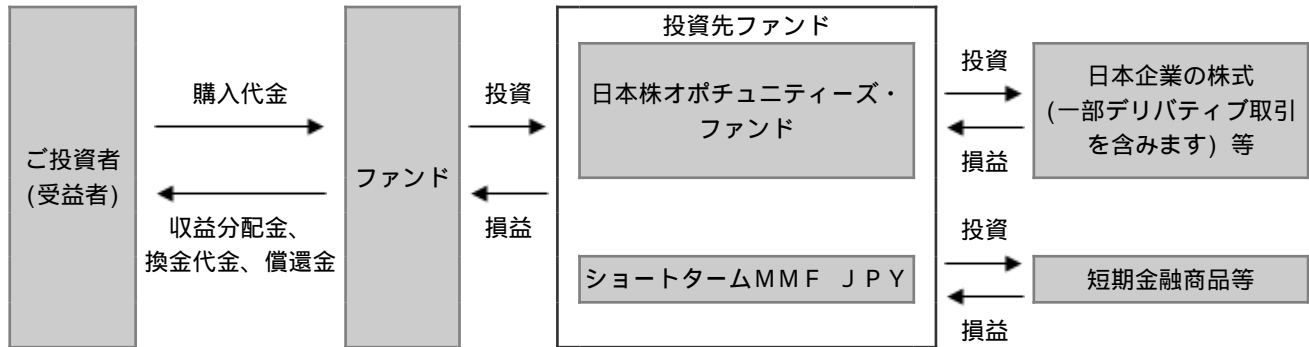 投資先ファンド
ご投資者
(受益者)
購入代金
収益分配金、
換金代金、償還金
ファンド
投資
損益
日本株オポチュニティーズ・
ファンド
ショートタームＭＭＦ ＪＰＹ
投資
損益
日本企業の株式
(一部デリバティブ取引
を含みます) 等
投資
損益
短期金融商品等